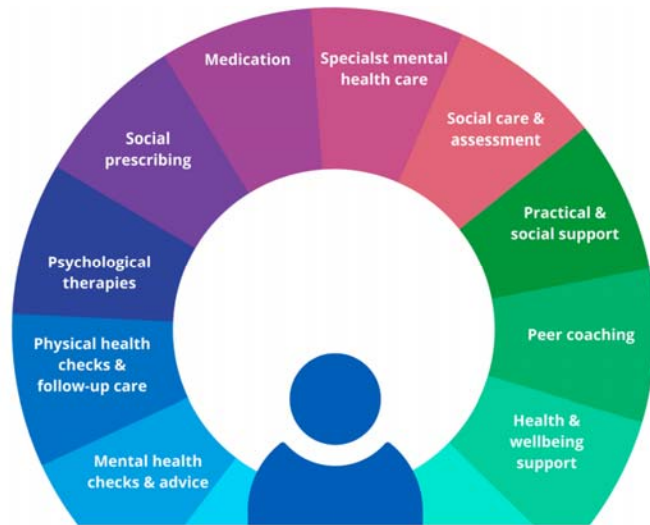 Medication
Specialst mental
health care
Social care &
assessment
Social
prescribing
Practical &
social support
Psychological
therapies
Peer coaching
Physical health
checks &
follow-up care
Health &
wellbeing
support
Mental health
checks & advice